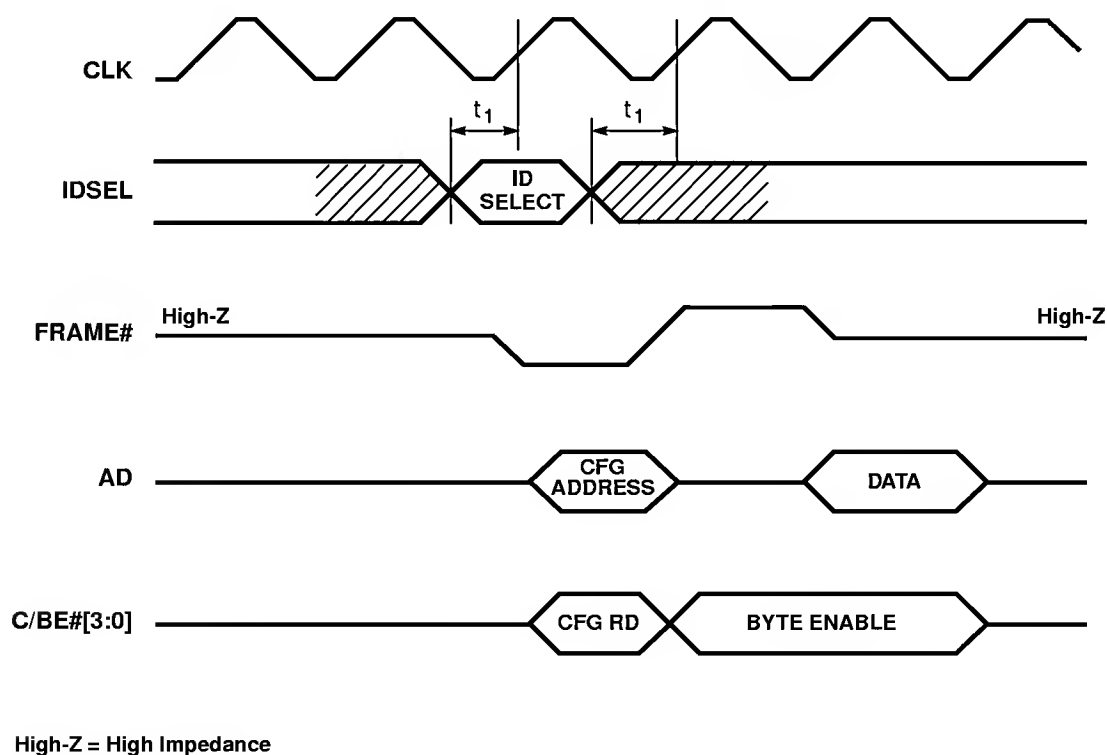 CLK
t1
t1
IDSEL
ID
SELECT
FRAME#
High-Z
High-Z
AD
CFG
ADDRESS
DATA
C/BE#[3:0]
CFG RD
BYTE ENABLE
High-Z = High Impedance